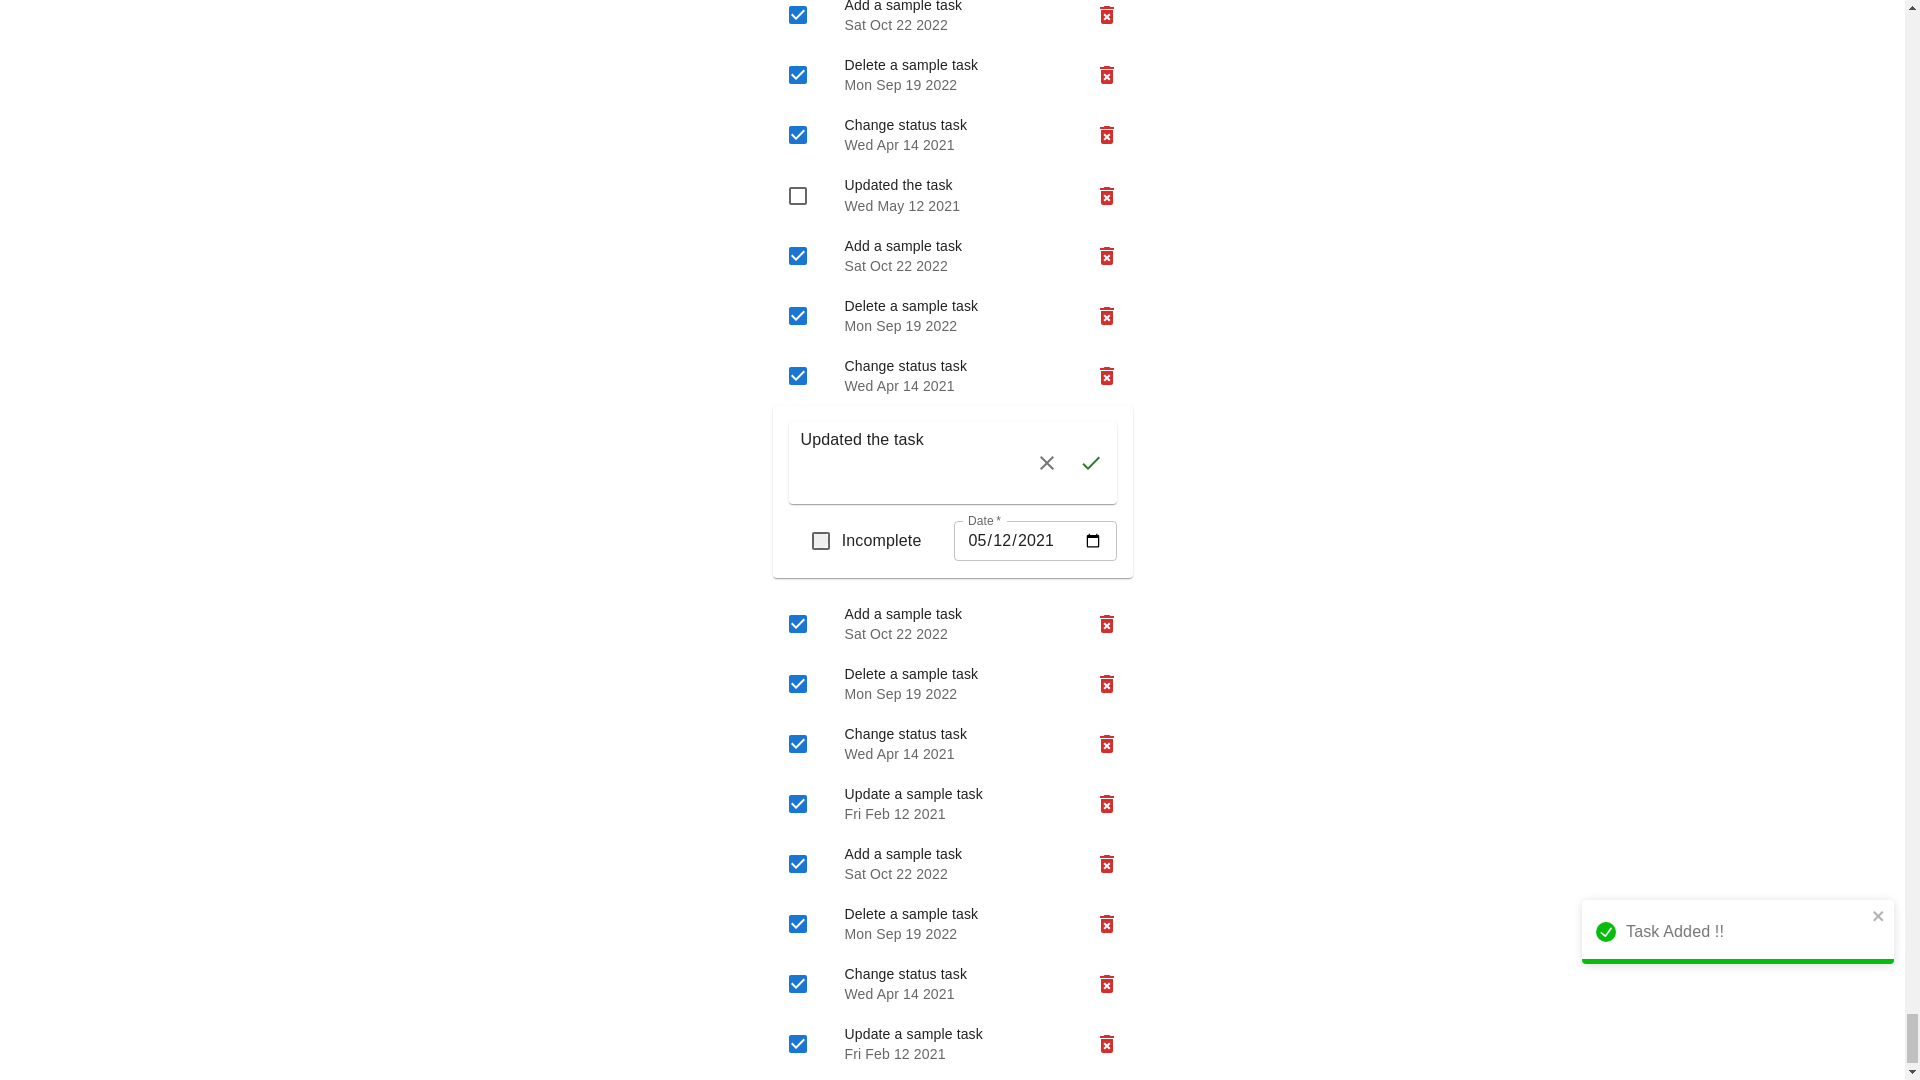 Add a sample task
Sat Oct 22 2022
Delete a sample task
Mon Sep 19 2022
Change status task
Wed Apr 14 2021
Updated the task
Wed May 12 2021
Add a sample task
Sat Oct 22 2022
Delete a sample task
Mon Sep 19 2022
Change status task
Wed Apr 14 2021
Updated the task
Incomplete
Date *
05/12/2021
Add a sample task
Sat Oct 22 2022
Delete a sample task
Mon Sep 19 2022
Change status task
Wed Apr 14 2021
Update a sample task
Fri Feb 12 2021
Add a sample task
Sat Oct 22 2022
Delete a sample task
Mon Sep 19 2022
Change status task
Wed Apr 14 2021
Update a sample task
Fri Feb 12 2021
Task Added !!